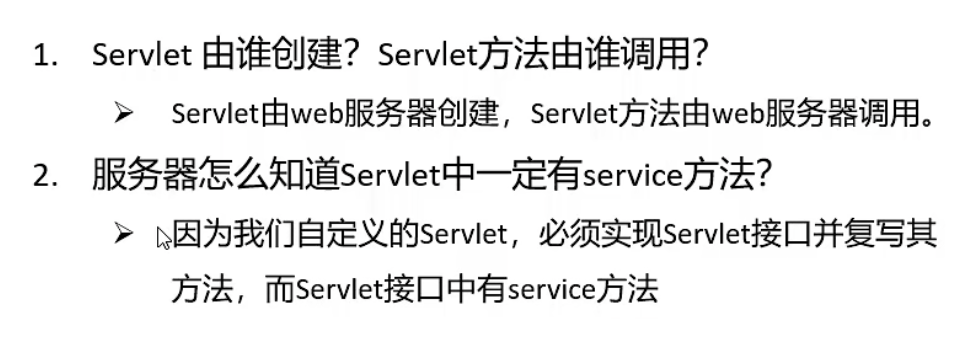 1. Servlet 由谁创建？Servlet方法由谁调用？
➢ Servlet由web服务器创建，Servlet方法由web服务器调用。
2. 服务器怎么知道Servlet中一定有service方法？
➢ 因为我们自定义的Servlet，必须实现Servlet接口并复写其
方法，而Servlet接口中有service方法